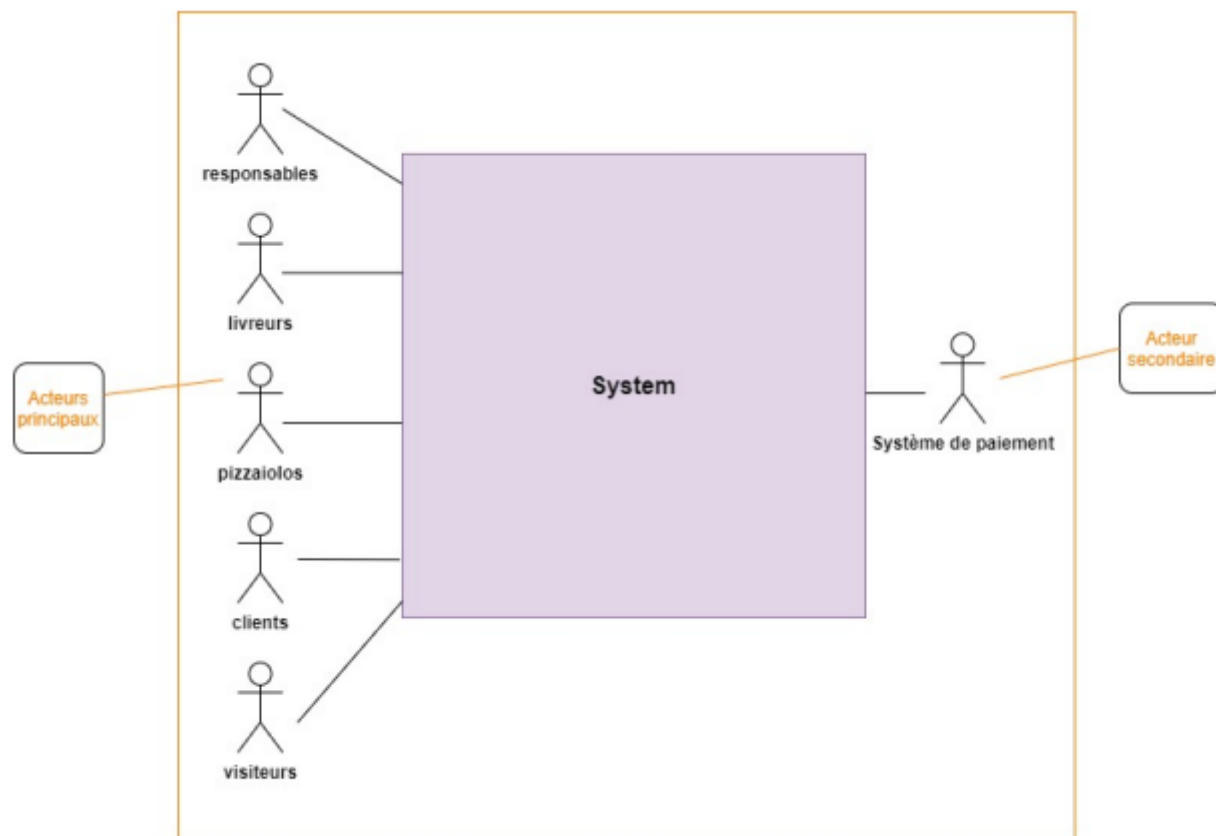 responsables
livreurs
Acteurs
principaux
pizzaiolos
clients
visiteurs
System
Système de paiement
Acteur
secondaire